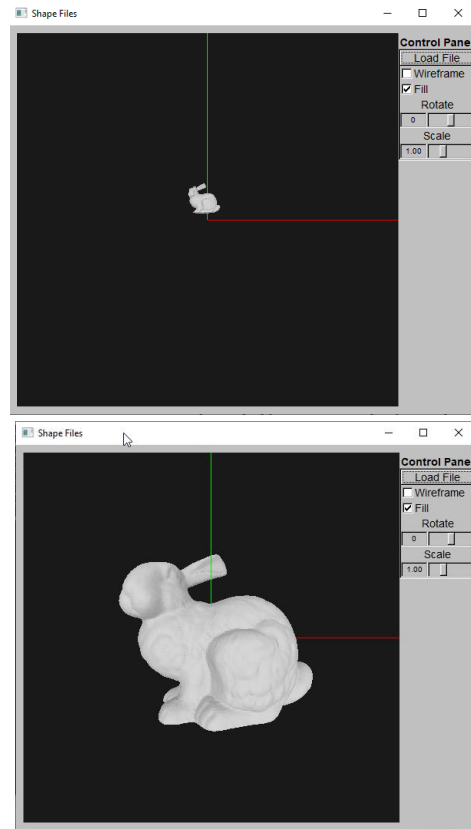 Shape Files
Control Pane
Load File
Wireframe
Fill
Rotate
0
Scale
1.00
Shape Files
Control Pane
Load File
Wireframe
Fill
Rotate
0
Scale
1.00